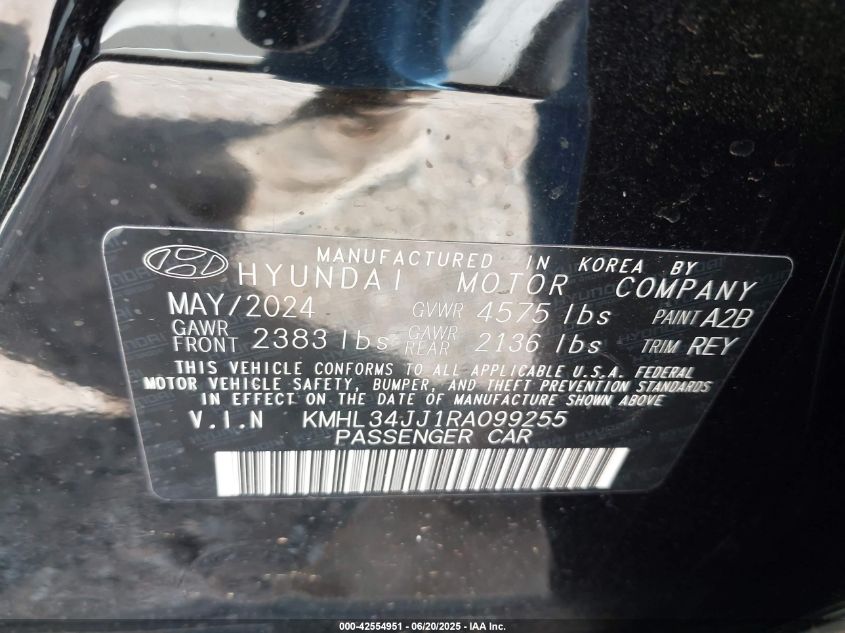 MANUFACTURED IN KOREA BY
HYUNDAI MOTOR COMPANY
MAY/2024 GVWR 4575 lbs PAINT A2B
GAWR FRONT 2383 lbs GAWR REAR 2136 lbs TRIM REY
THIS VEHICLE CONFORMS TO ALL APPLICABLE U.S.A. FEDERAL
MOTOR VEHICLE SAFETY, BUMPER, AND THEFT PREVENTION STANDARDS
IN EFFECT ON THE DATE OF MANUFACTURE SHOWN ABOVE
V.I.N KMHL34JJ1RA099255
PASSENGER CAR
000-42554951 - 06/20/2025 - IAA Inc.